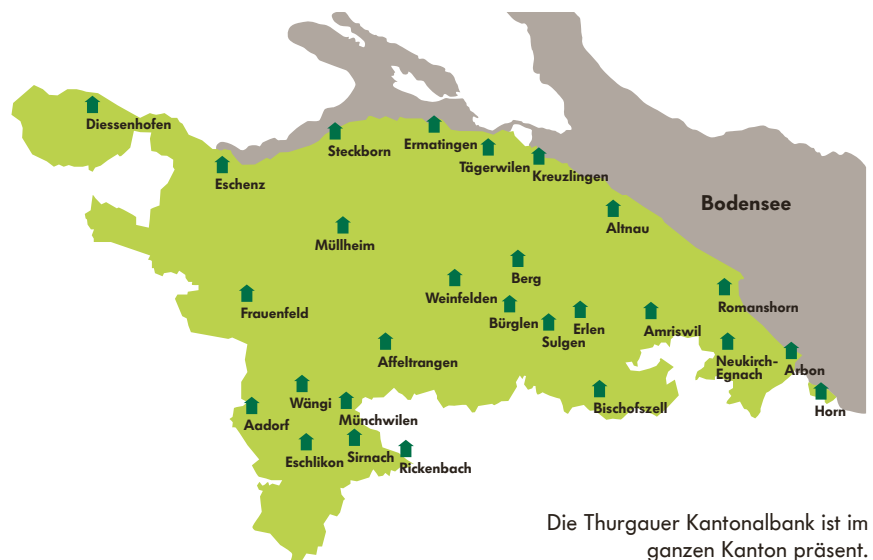 Diessenhofen
Steckborn
Ermatingen
Tägerwilen
Kreuzlingen
Eschenz
Bodensee
Altnau
Müllheim
Berg
Weinfelden
Romanshorn
Frauenfeld
Bürglen
Sulgen
Erlen
Amriswil
Affeltrangen
Neukirch-
Egnach
Arbon
Wängi
Münchwilen
Bischofszell
Horn
Aadorf
Eschlikon
Sirnach
Rickenbach
Die Thurgauer Kantonalbank ist im
ganzen Kanton präsent.